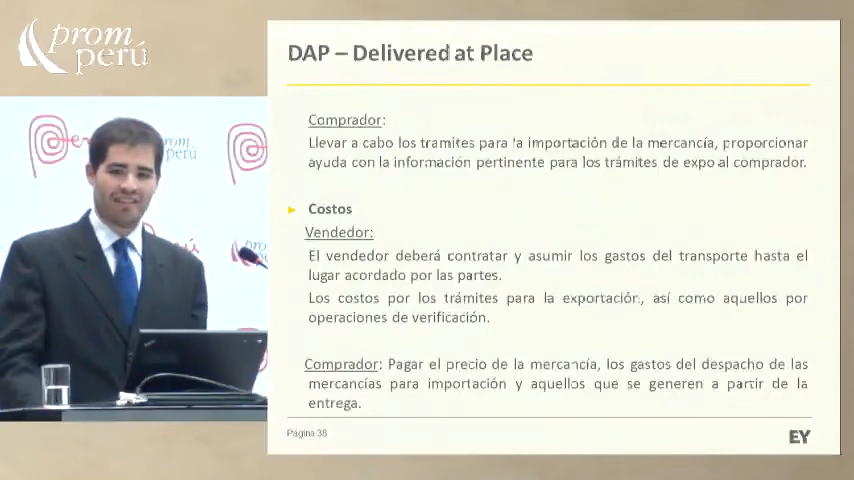 prom
perú
DAP – Delivered at Place
Comprador:
Llevar a cabo los tramites para la importación de la mercancía, proporcionar
ayuda con la información pertinente para los trámites de expo al comprador.
► Costos
Vendedor:
El vendedor deberá contratar y asumir los gastos del transporte hasta el
lugar acordado por las partes.
Los costos por los trámites para la exportación, así como aquellos por
operaciones de verificación.
Comprador: Pagar el precio de la mercancía, los gastos del despacho de las
mercancías para importación y aquellos que se generen a partir de la
entrega.
Página 38
EY
prom
perú